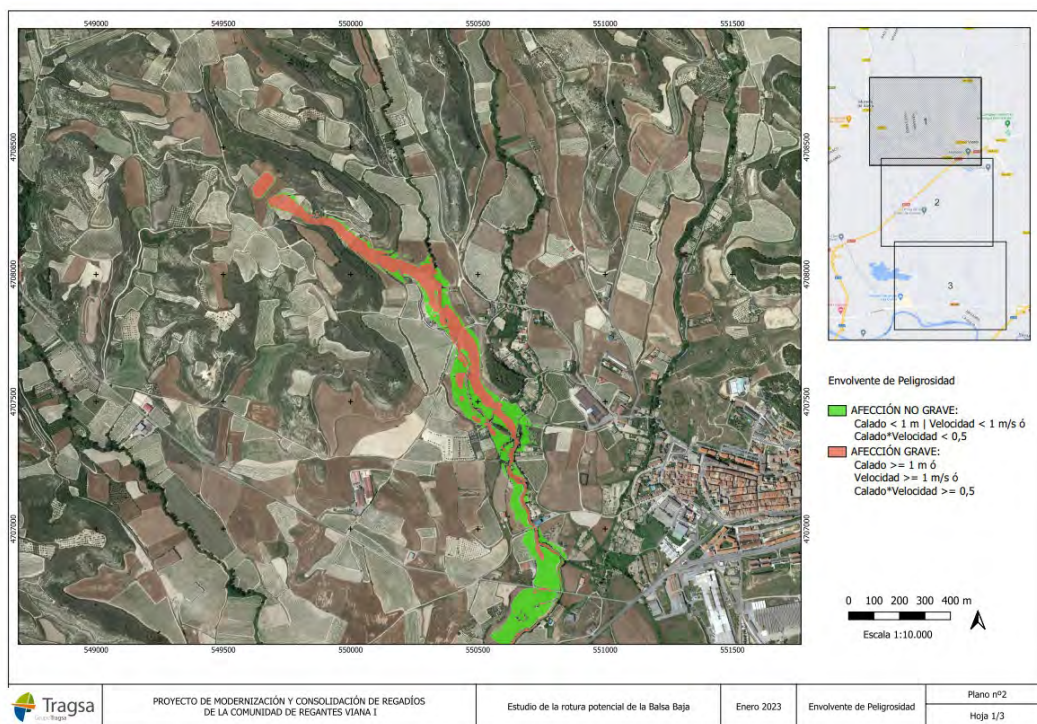 549000 549500 550000 550500 551000 551500
4708500
4708000
4707500
4707000
4708500
4708000
4707500
4707000
549000 549500 550000 550500 551000 551500
2
3
Envolvente de Peligrosidad
AFECCIÓN NO GRAVE:
Calado < 1 m | Velocidad < 1 m/s ó
Calado*Velocidad < 0,5
AFECCIÓN GRAVE:
Calado >= 1 m ó
Velocidad >= 1 m/s ó
Calado*Velocidad >= 0,5
0 100 200 300 400 m
Escala 1:10.000
Tragsa
Grupo Tragsa
PROYECTO DE MODERNIZACIÓN Y CONSOLIDACIÓN DE REGADÍOS
DE LA COMUNIDAD DE REGANTES VIANA I
Estudio de la rotura potencial de la Balsa Baja
Enero 2023
Envolvente de Peligrosidad
Plano nº2
Hoja 1/3